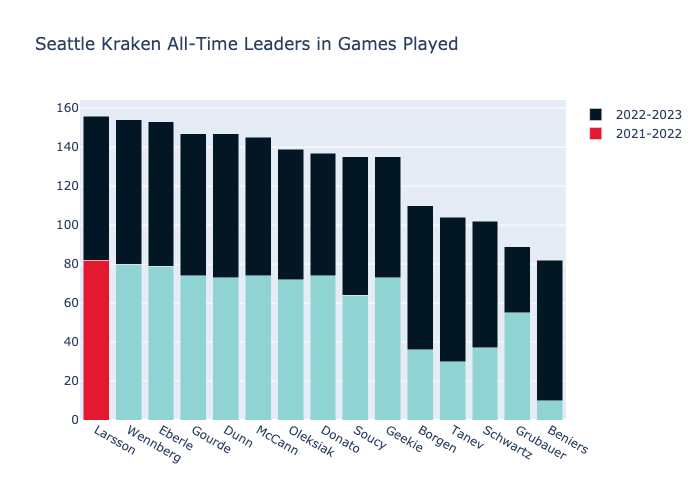 Seattle Kraken All-Time Leaders in Games Played
160
140
120
100
80
60
40
20
0
Larsson
Wennberg
Eberle
Gourde
Dunn
McCann
Oleksiak
Donato
Soucy
Geekie
Borgen
Tanev
Schwartz
Grubauer
Beniers
2022-2023
2021-2022